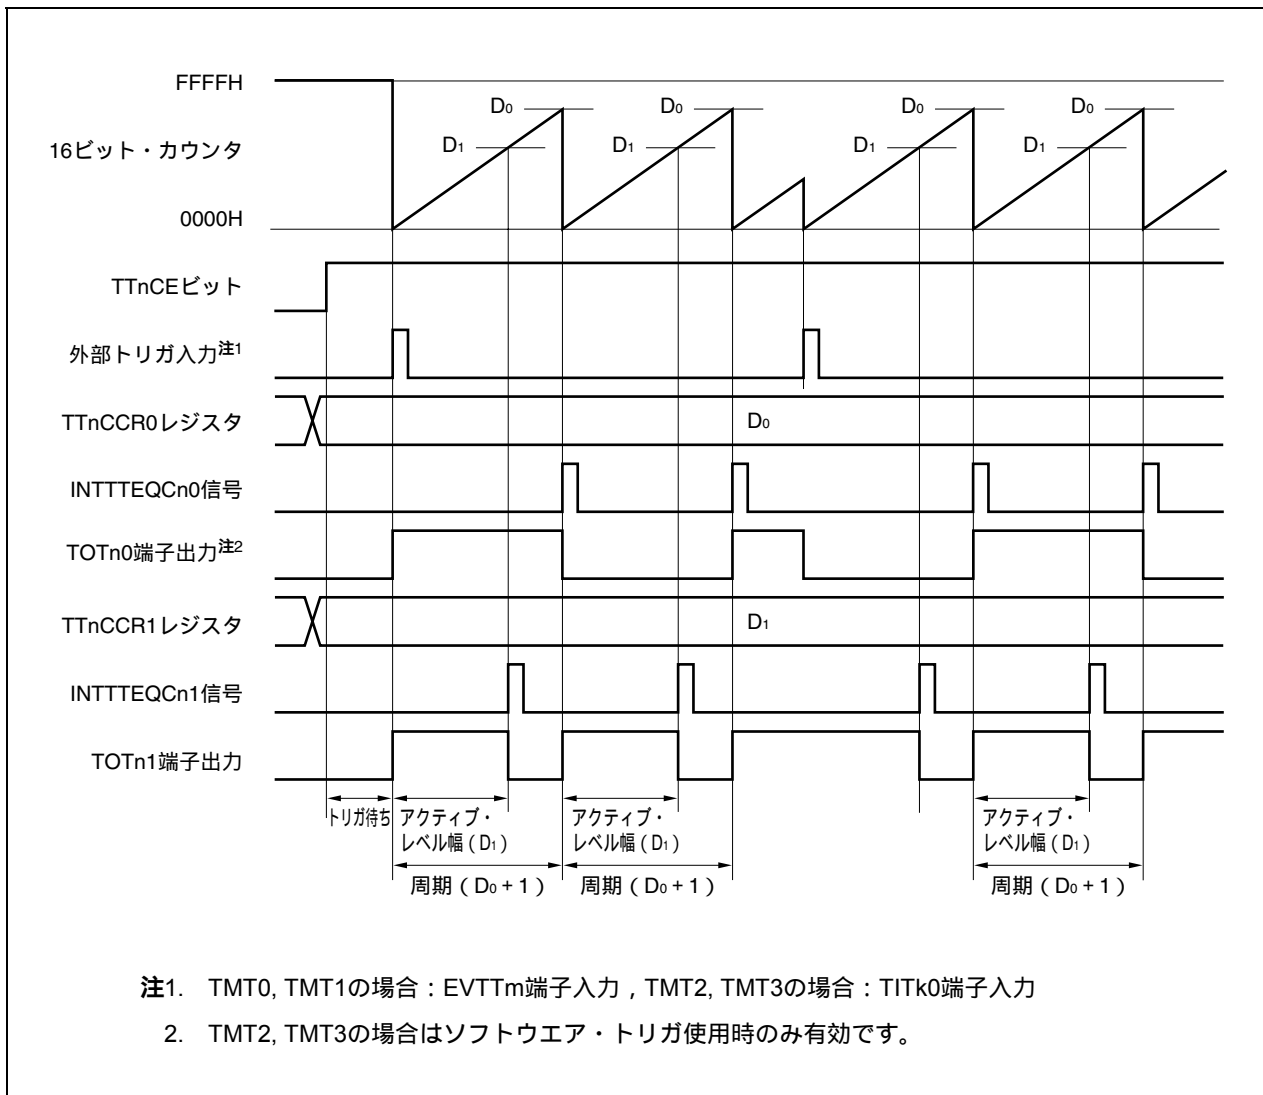 FFFFH
D0 D0 D0 D0
16ビット・カウンタ D1 D1 D1 D1
0000H
TTnCEビット
外部トリガ入力注1
TTnCCR0レジスタ D0
INTTTEQCn0信号
TOTn0端子出力注2
TTnCCR1レジスタ D1
INTTTEQCn1信号
TOTn1端子出力
トリガ待ち アクティブ・ アクティブ・ アクティブ・
レベル幅（D1） レベル幅（D1） レベル幅（D1）
周期（D0 + 1） 周期（D0 + 1） 周期（D0 + 1）
注1. TMT0, TMT1の場合：EVTTm端子入力，TMT2, TMT3の場合：TITk0端子入力
2. TMT2, TMT3の場合はソフトウエア・トリガ使用時のみ有効です。